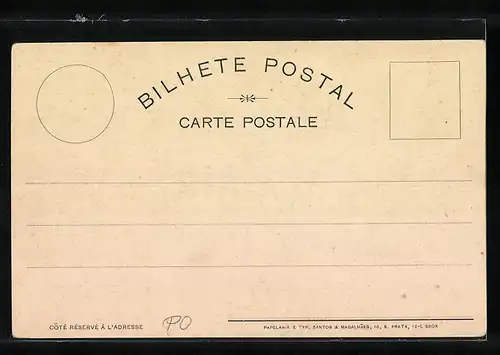 BILHETE POSTAL
CARTE POSTALE
CÔTÉ RÉSERVÉ À L'ADRESSE
PO
PAPELARIA E TYP. SANTOS & MAGALHÃES, 10, R. PRATA, 12-LISBOA